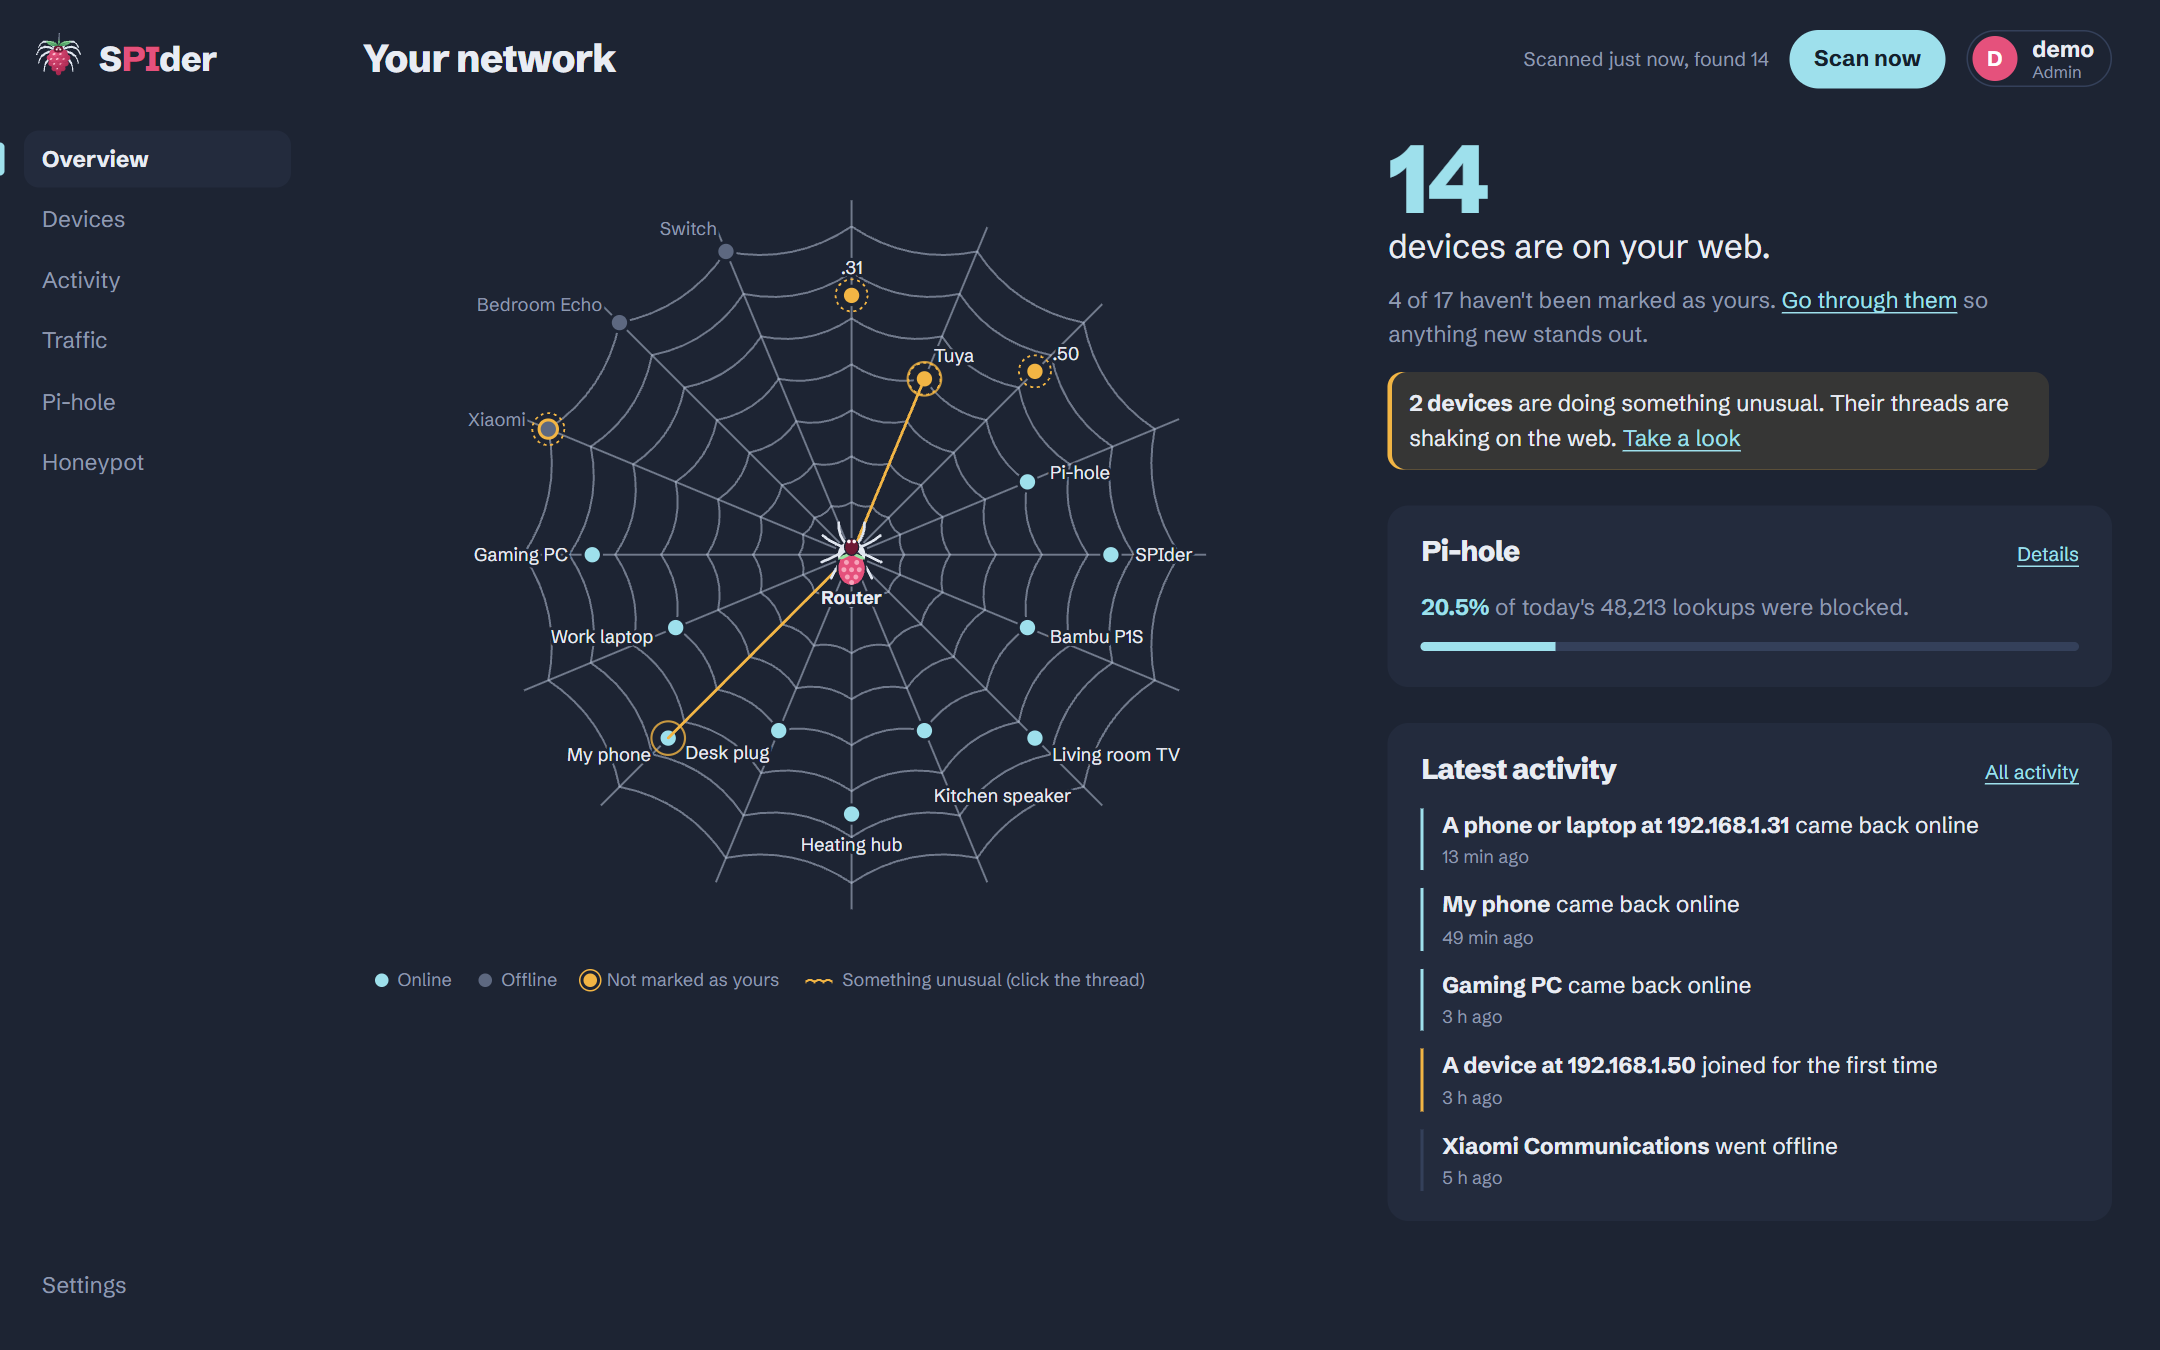 SPIder
Your network
Scanned just now, found 14
Scan now
D
demo
Admin
Overview
Devices
Activity
Traffic
Pi-hole
Honeypot
Settings
Switch
.31
Bedroom Echo
Tuya
.50
Xiaomi
Pi-hole
Gaming PC
SPIder
Router
Work laptop
Bambu P1S
My phone
Desk plug
Living room TV
Kitchen speaker
Heating hub
Online
Offline
Not marked as yours
Something unusual (click the thread)
14
devices are on your web.
4 of 17 haven't been marked as yours. Go through them so
anything new stands out.
2 devices are doing something unusual. Their threads are
shaking on the web. Take a look
Pi-hole
Details
20.5% of today's 48,213 lookups were blocked.
Latest activity
All activity
A phone or laptop at 192.168.1.31 came back online
13 min ago
My phone came back online
49 min ago
Gaming PC came back online
3 h ago
A device at 192.168.1.50 joined for the first time
3 h ago
Xiaomi Communications went offline
5 h ago